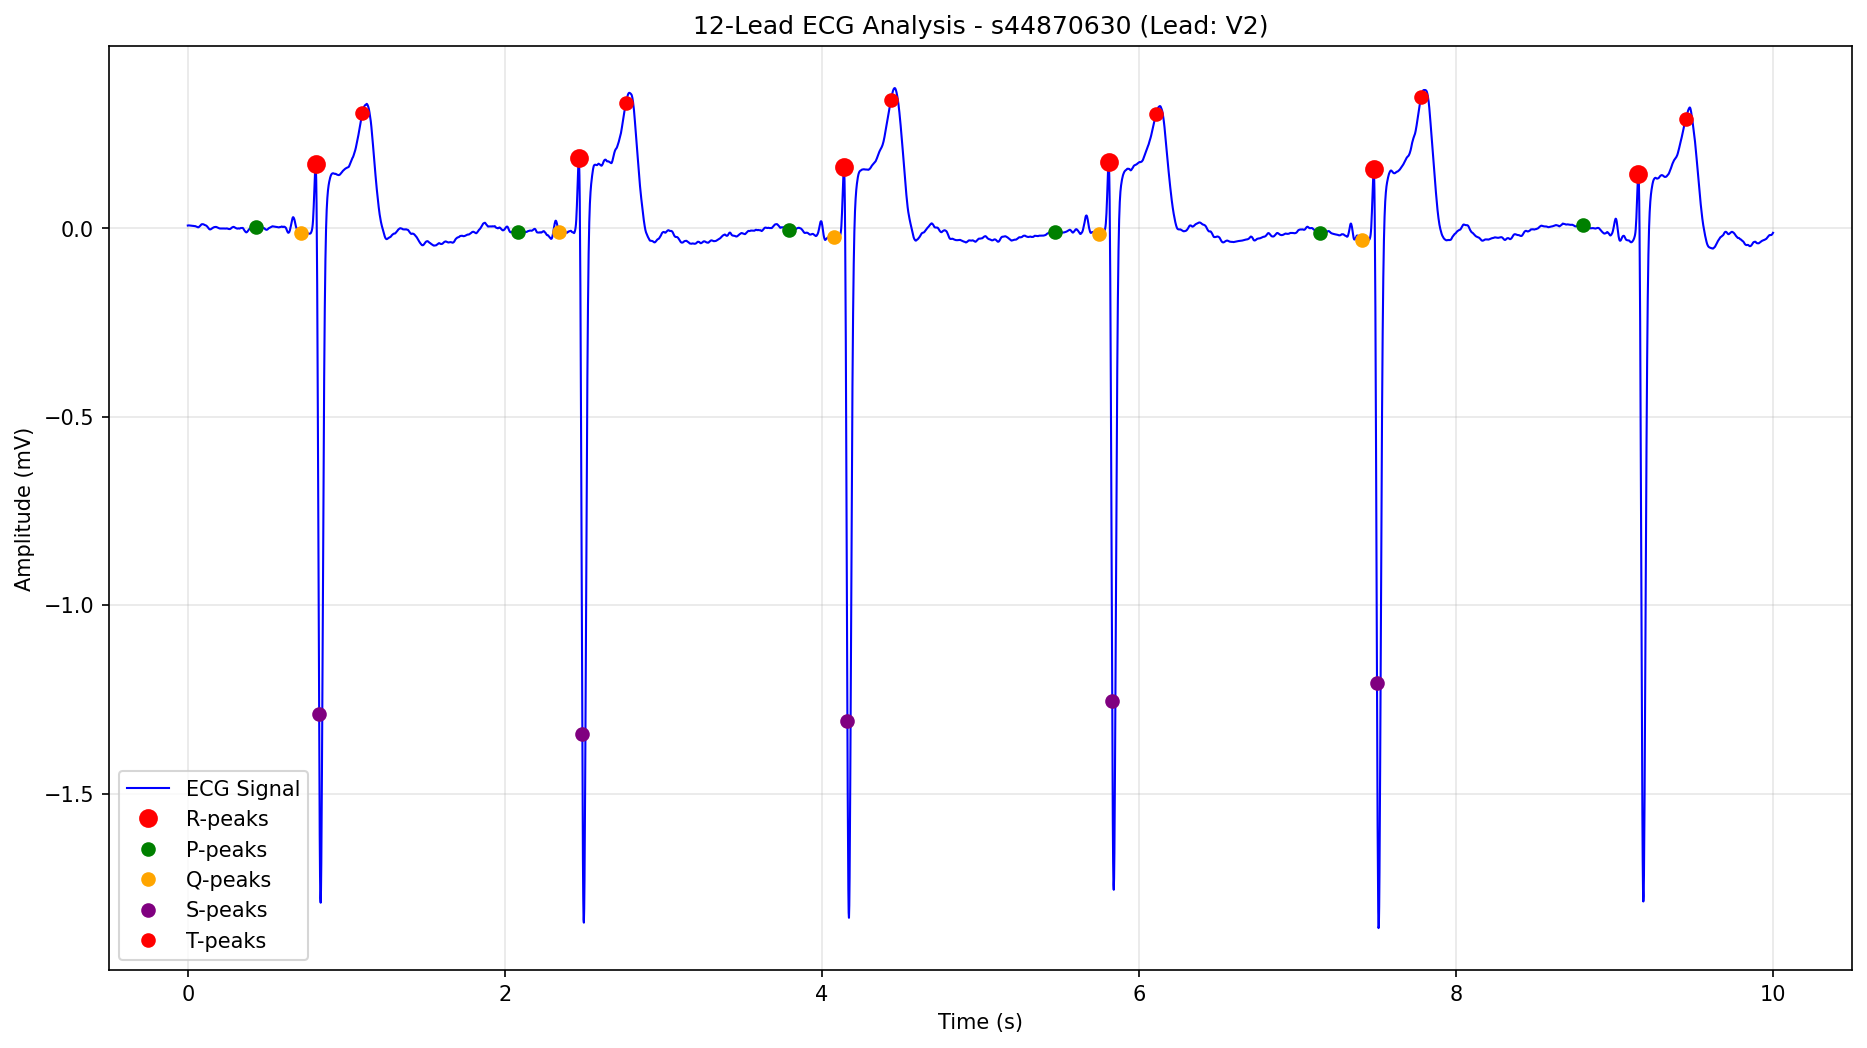 12-Lead ECG Analysis - s44870630 (Lead: V2)
Amplitude (mV)
0.0
−0.5
−1.0
−1.5
ECG Signal
R-peaks
P-peaks
Q-peaks
S-peaks
T-peaks
0 2 4 6 8 10
Time (s)